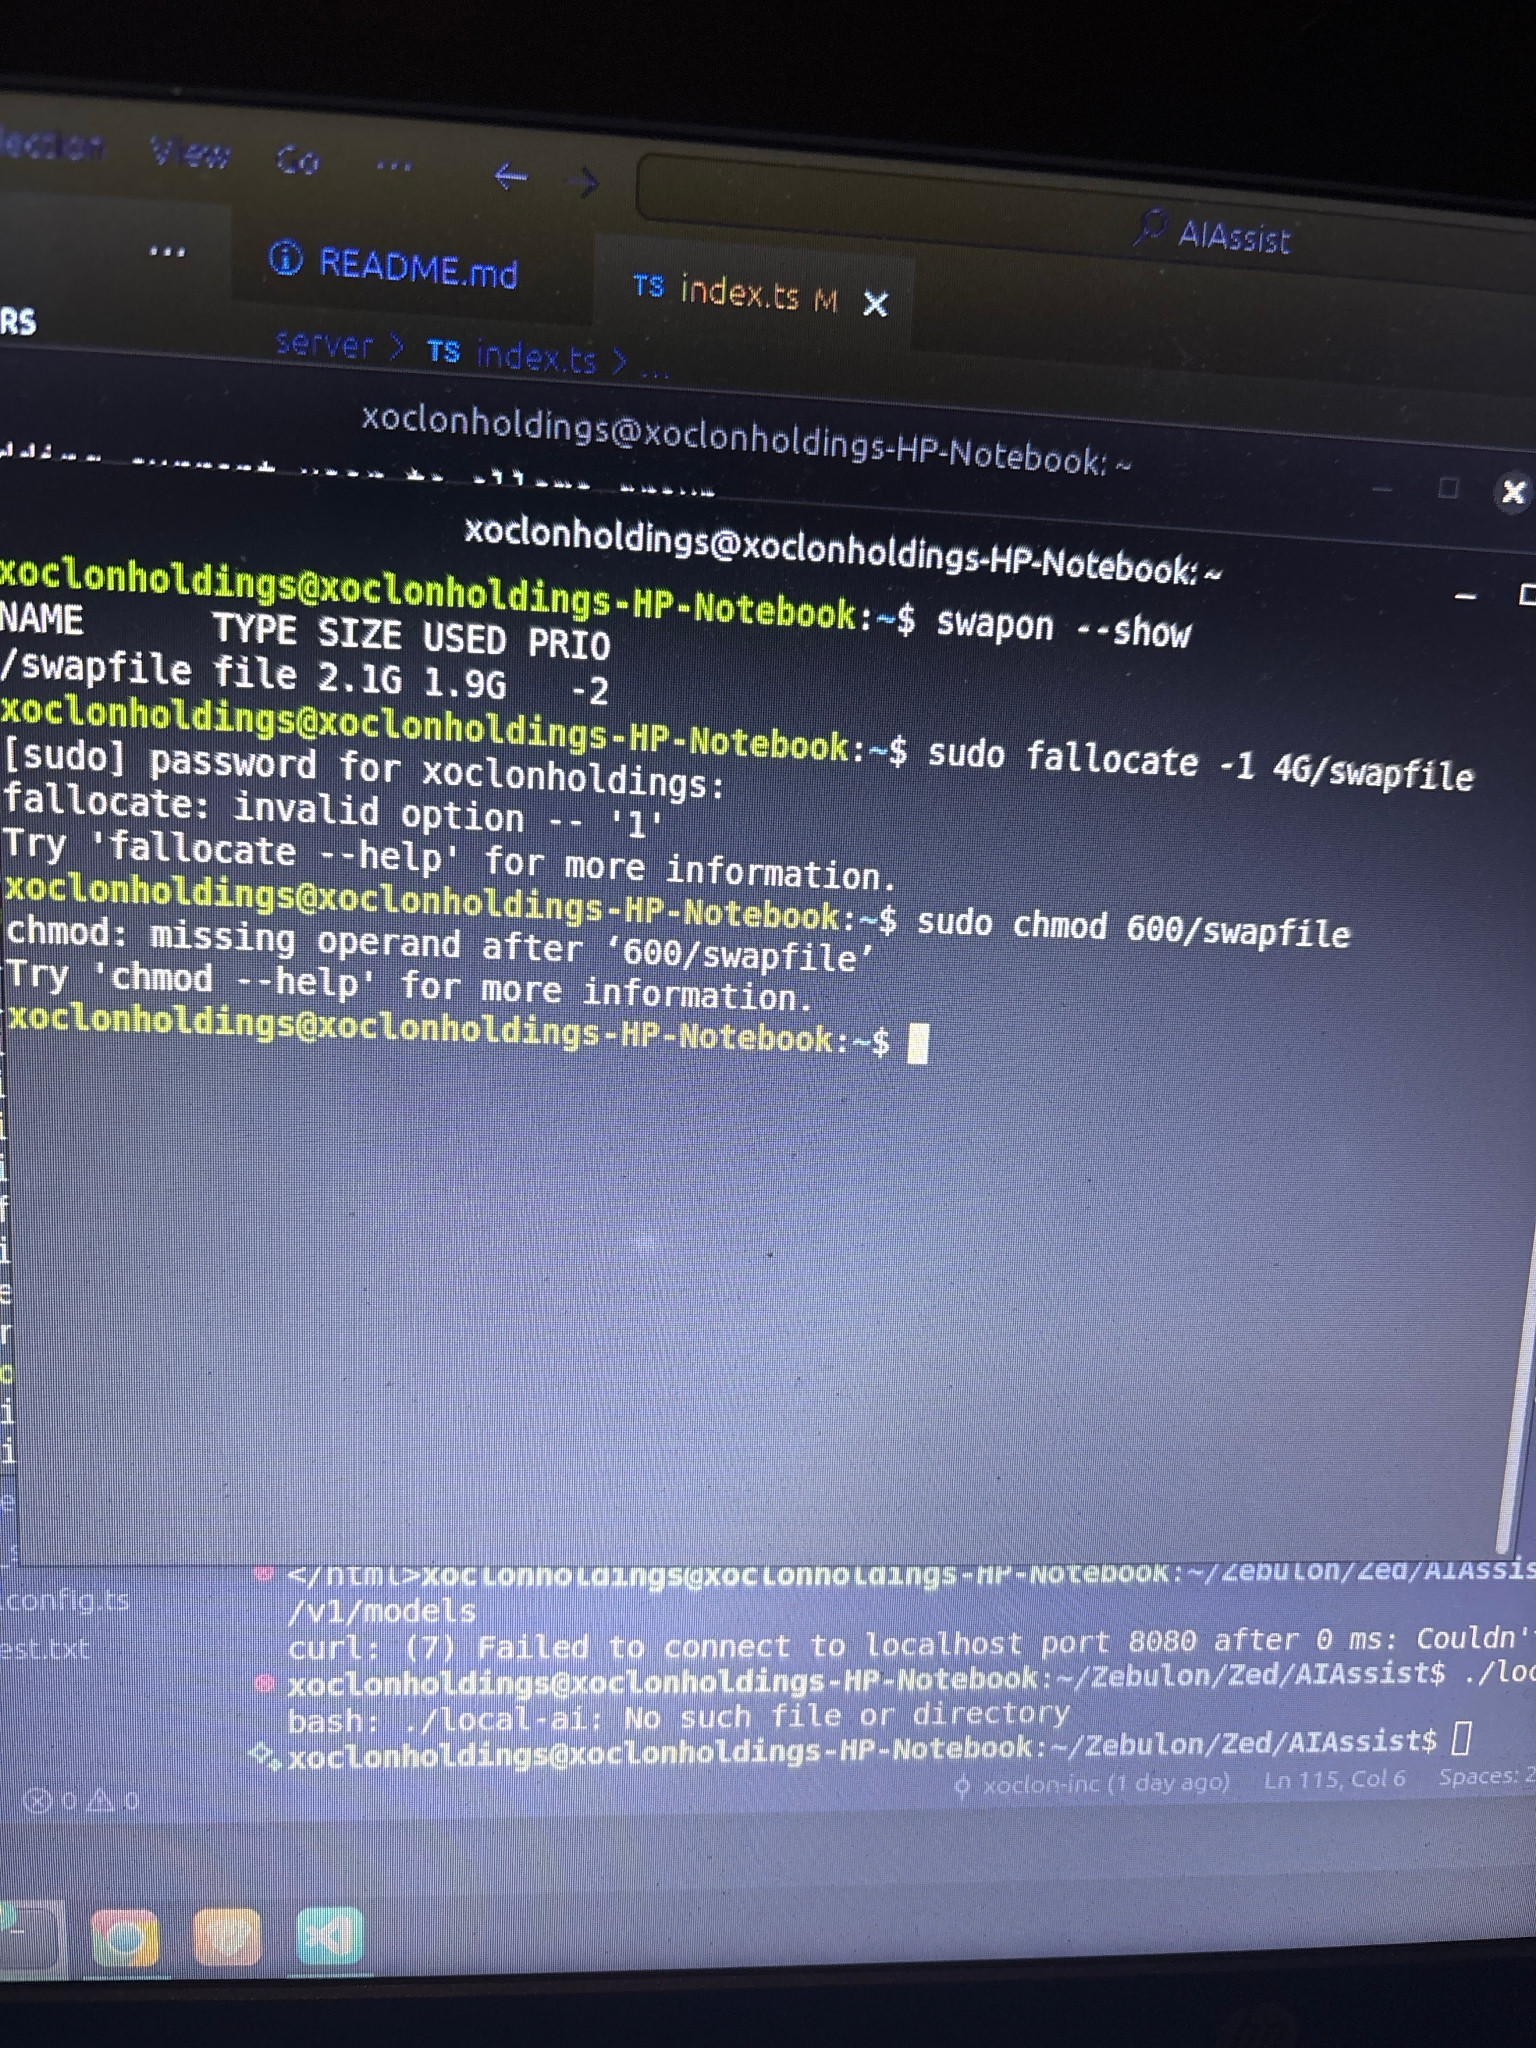 View Go ...
AIAssist
...
README.md
TS index.ts M
RS
server > TS index.ts > ...
xoclonholdings@xoclonholdings-HP-Notebook: ~
xoclonholdings@xoclonholdings-HP-Notebook: ~
xoclonholdings@xoclonholdings-HP-Notebook:~$ swapon --show
NAME TYPE SIZE USED PRIO
/swapfile file 2.1G 1.9G -2
xoclonholdings@xoclonholdings-HP-Notebook:~$ sudo fallocate -1 4G/swapfile
[sudo] password for xoclonholdings:
fallocate: invalid option -- '1'
Try 'fallocate --help' for more information.
xoclonholdings@xoclonholdings-HP-Notebook:~$ sudo chmod 600/swapfile
chmod: missing operand after ‘600/swapfile’
Try 'chmod --help' for more information.
xoclonholdings@xoclonholdings-HP-Notebook:~$
</html>xoclonholdings@xoclonholdings-HP-Notebook:~/Zebulon/Zed/AIAssis
.config.ts
/v1/models
est.txt
curl: (7) Failed to connect to localhost port 8080 after 0 ms: Couldn'
xoclonholdings@xoclonholdings-HP-Notebook:~/Zebulon/Zed/AIAssist$ ./loc
bash: ./local-ai: No such file or directory
xoclonholdings@xoclonholdings-HP-Notebook:~/Zebulon/Zed/AIAssist$
0 0
xoclon-inc (1 day ago) Ln 115, Col 6 Spaces: 2